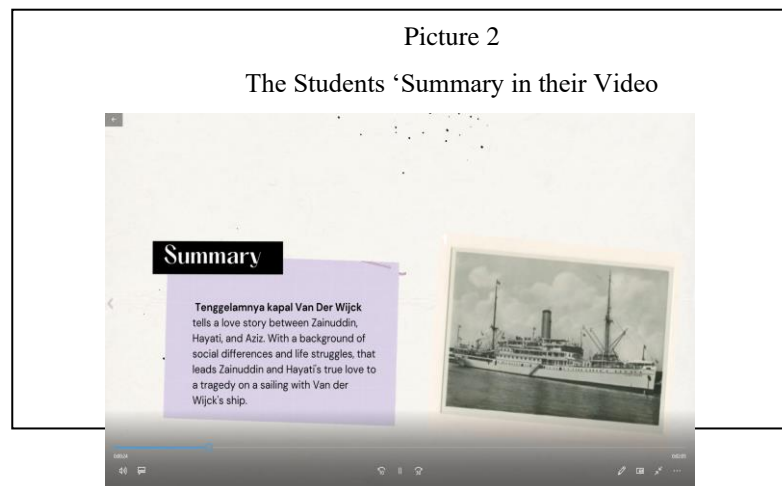 Picture 2
The Students ‘Summary in their Video
Summary
Tenggelamnya kapal Van Der Wijck
tells a love story between Zainuddin,
Hayati, and Aziz. With a background of
social differences and life struggles, that
leads Zainuddin and Hayati's true love to
a tragedy on a sailing with Van der
Wijck's ship.